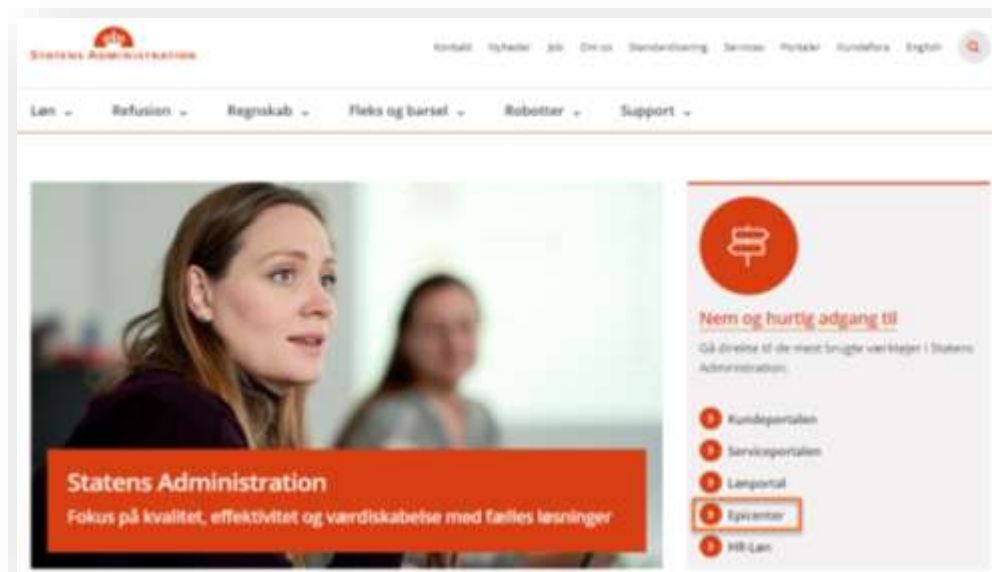 STATENS ADMINISTRATION
Kontakt Nyheder Job Om os Standardisering Services Portaler Kundefora English
Løn Refusion Regnskab Fleks og barsel Robotter Support
Statens Administration
Fokus på kvalitet, effektivitet og værdiskabelse med fælles løsninger
Nem og hurtig adgang til
Gå direkte til de mest brugte værktøjer i Statens
Administration:
Kundeportalen
Serviceportalen
Lønportal
Epicenter
HR-Løn